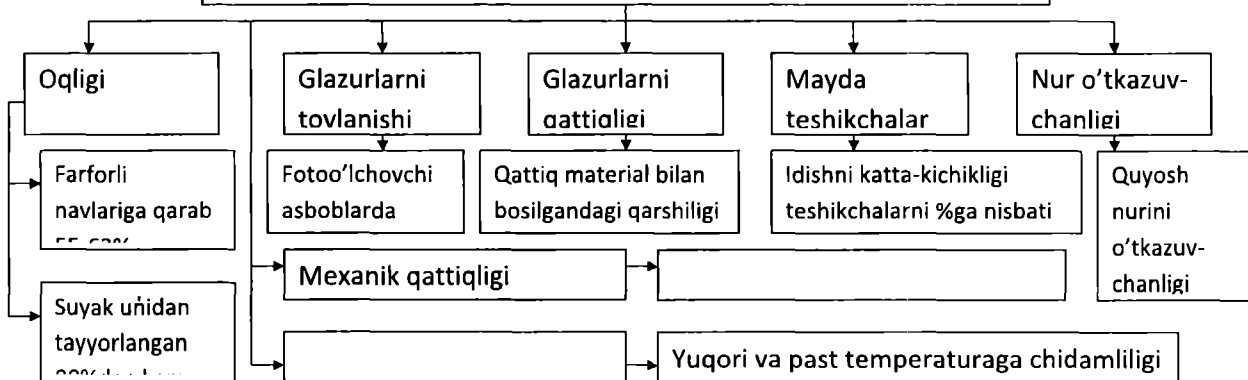 Oqligi
Glazurlarni
tovlanishi
Glazurlarni
qattiqligi
Mayda
teshikchalar
Nur o'tkazuv-
chanligi
Farforli
navlariga qarab
Fotoo'lchovchi
asboblarda
Qattiq material bilan
bosilgandagi qarshiligi
Idishni katta-kichikligi
teshikchalarni %ga nisbati
Quyosh
nurini
o'tkazuv-
chanligi
Mexanik qattiqligi
Suyak unidan
tayyorlangan
Yuqori va past temperaturaga chidamliligi